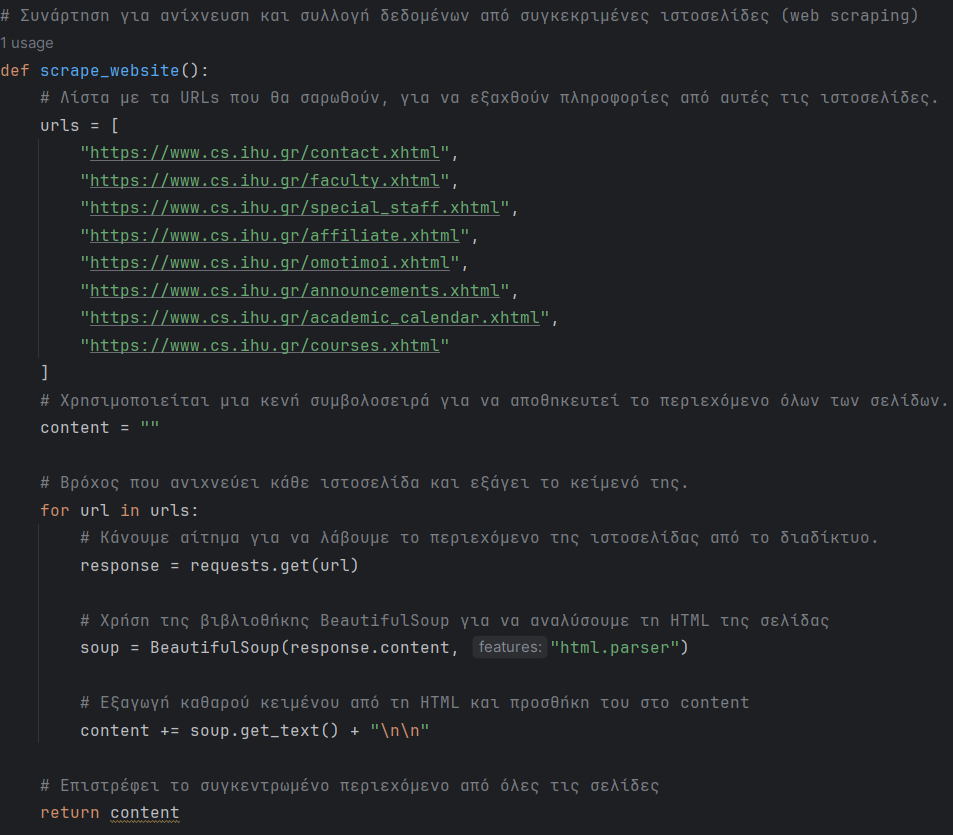 # Συνάρτηση για ανίχνευση και συλλογή δεδομένων από συγκεκριμένες ιστοσελίδες (web scraping)
1 usage
def scrape_website():
    # Λίστα με τα URLs που θα σαρωθούν, για να εξαχθούν πληροφορίες από αυτές τις ιστοσελίδες.
    urls = [
        "https://www.cs.ihu.gr/contact.xhtml",
        "https://www.cs.ihu.gr/faculty.xhtml",
        "https://www.cs.ihu.gr/special_staff.xhtml",
        "https://www.cs.ihu.gr/affiliate.xhtml",
        "https://www.cs.ihu.gr/omotimoi.xhtml",
        "https://www.cs.ihu.gr/announcements.xhtml",
        "https://www.cs.ihu.gr/academic_calendar.xhtml",
        "https://www.cs.ihu.gr/courses.xhtml"
    ]
    # Χρησιμοποιείται μια κενή συμβολοσειρά για να αποθηκευτεί το περιεχόμενο όλων των σελίδων.
    content = ""
    # Βρόχος που ανιχνεύει κάθε ιστοσελίδα και εξάγει το κείμενό της.
    for url in urls:
        # Κάνουμε αίτημα για να λάβουμε το περιεχόμενο της ιστοσελίδας από το διαδίκτυο.
        response = requests.get(url)
        # Χρήση της βιβλιοθήκης BeautifulSoup για να αναλύσουμε τη HTML της σελίδας
        soup = BeautifulSoup(response.content, features: "html.parser")
        # Εξαγωγή καθαρού κειμένου από τη HTML και προσθήκη του στο content
        content += soup.get_text() + "\n\n"
    # Επιστρέφει το συγκεντρωμένο περιεχόμενο από όλες τις σελίδες
    return content